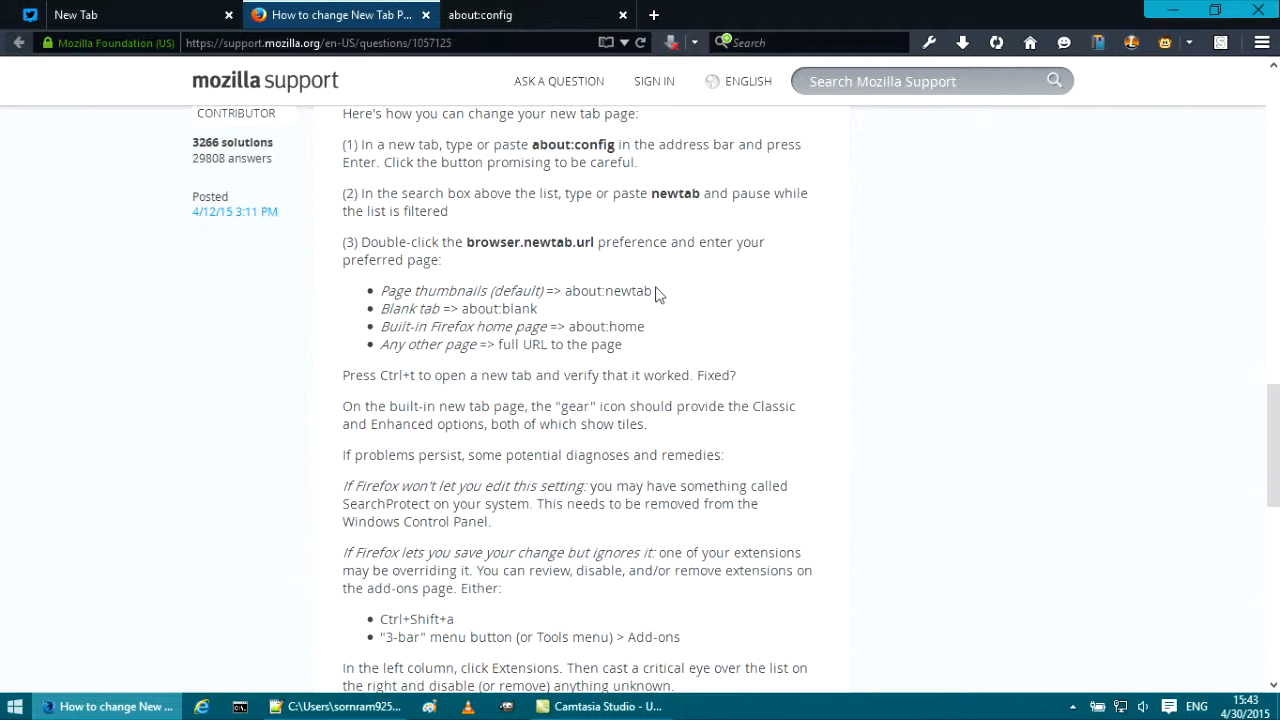 New Tab
How to change New Tab P...
about:config
Mozilla Foundation (US)
https://support.mozilla.org/en-US/questions/1057125
Search
mozilla support
ASK A QUESTION
SIGN IN
ENGLISH
Search Mozilla Support
CONTRIBUTOR
3266 solutions
29808 answers
Posted
4/12/15 3:11 PM
Here's how you can change your new tab page:
(1) In a new tab, type or paste about:config in the address bar and press
Enter. Click the button promising to be careful.
(2) In the search box above the list, type or paste newtab and pause while
the list is filtered
(3) Double-click the browser.newtab.url preference and enter your
preferred page:
• Page thumbnails (default) => about:newtab
• Blank tab => about:blank
• Built-in Firefox home page => about:home
• Any other page => full URL to the page
Press Ctrl+t to open a new tab and verify that it worked. Fixed?
On the built-in new tab page, the "gear" icon should provide the Classic
and Enhanced options, both of which show tiles.
If problems persist, some potential diagnoses and remedies:
If Firefox won't let you edit this setting: you may have something called
SearchProtect on your system. This needs to be removed from the
Windows Control Panel.
If Firefox lets you save your change but ignores it: one of your extensions
may be overriding it. You can review, disable, and/or remove extensions on
the add-ons page. Either:
• Ctrl+Shift+a
• "3-bar" menu button (or Tools menu) > Add-ons
In the left column, click Extensions. Then cast a critical eye over the list on
the right and disable (or remove) anything unknown.
How to change New ...
C:\Users\sornram925...
Camtasia Studio - U...
ENG
15:43
4/30/2015